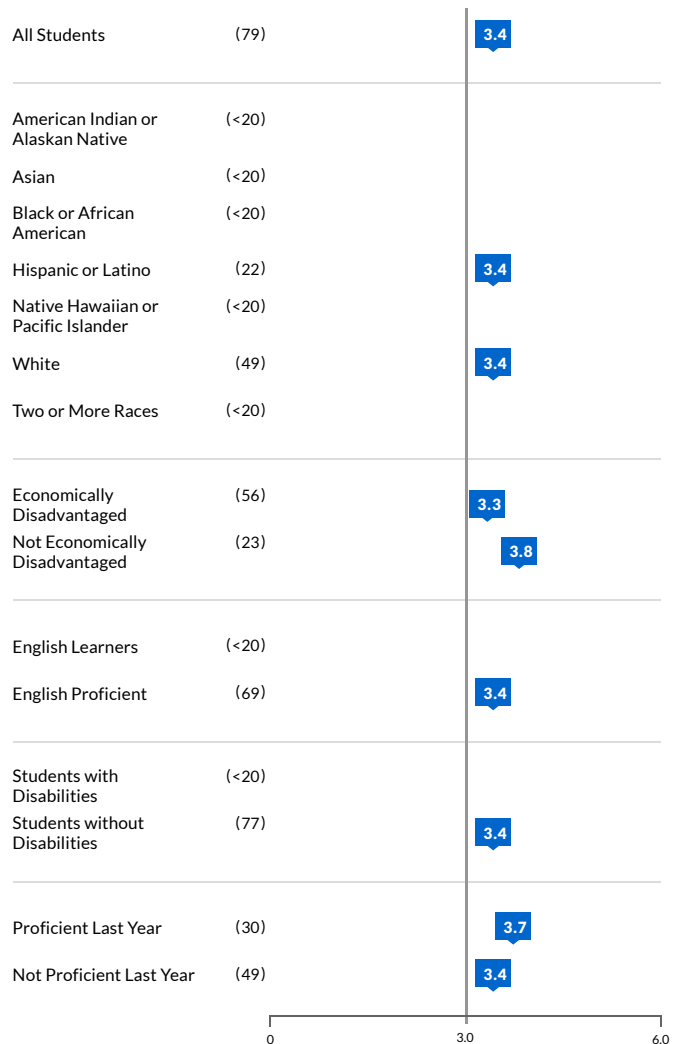 All Students (79) 3.4
American Indian or (<20)
Alaskan Native
Asian (<20)
Black or African (<20)
American
Hispanic or Latino (22) 3.4
Native Hawaiian or (<20)
Pacific Islander
White (49) 3.4
Two or More Races (<20)
Economically (56) 3.3
Disadvantaged
Not Economically (23) 3.8
Disadvantaged
English Learners (<20)
English Proficient (69) 3.4
Students with (<20)
Disabilities
Students without (77) 3.4
Disabilities
Proficient Last Year (30) 3.7
Not Proficient Last Year (49) 3.4
0 3.0 6.0